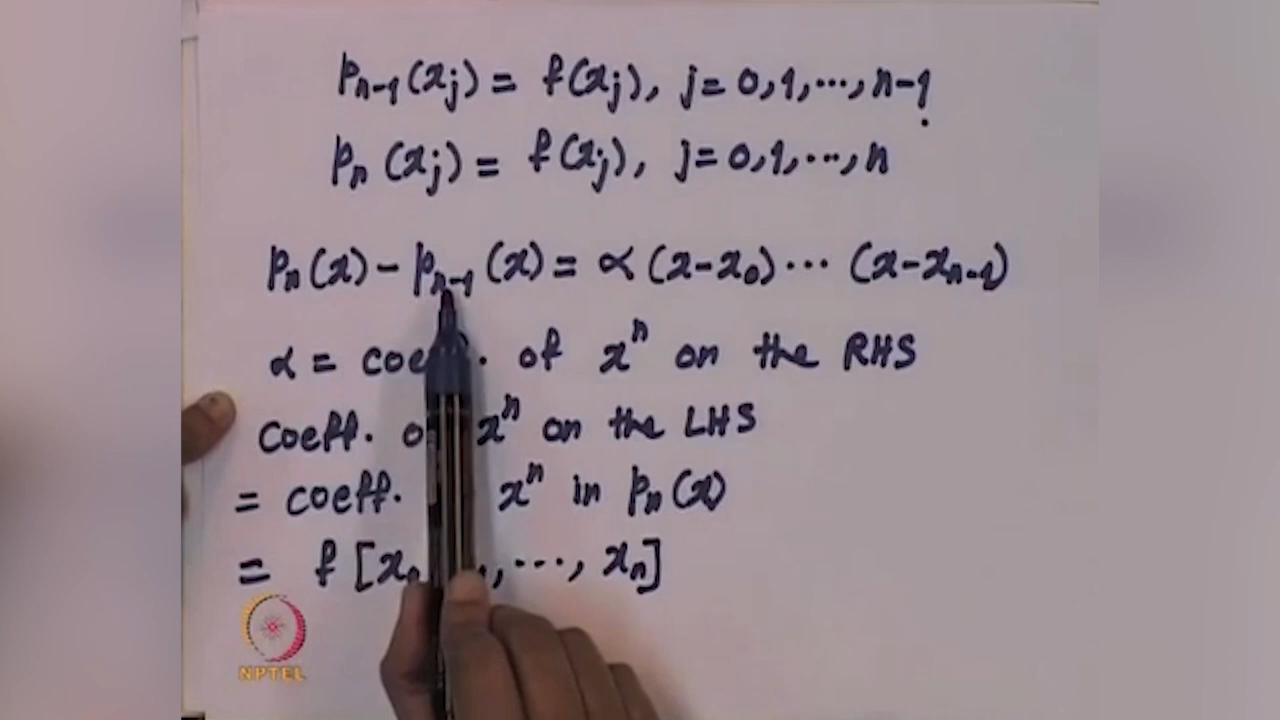 pn-1(xj) = f(xj), j = 0,1,...,n-1.
pn(xj) = f(xj), j = 0,1,...,n
pn(x) - pn-1(x) = α (x-x0) ... (x-xn-1)
α = of x^n on the RHS
coeff. x^n on the LHS
= coeff. x^n in pn(x)
= f [x0 , ..., xn]
NPTEL